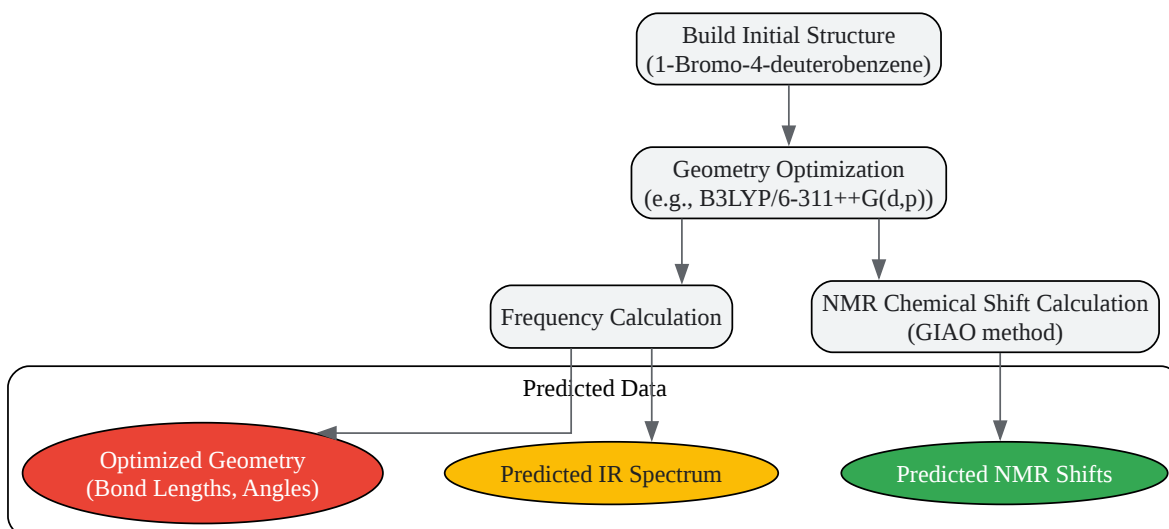 Build Initial Structure
(1-Bromo-4-deuterobenzene)
Geometry Optimization
(e.g., B3LYP/6-311++G(d,p))
Frequency Calculation
NMR Chemical Shift Calculation
(GIAO method)
Predicted Data
Optimized Geometry
(Bond Lengths, Angles)
Predicted IR Spectrum
Predicted NMR Shifts